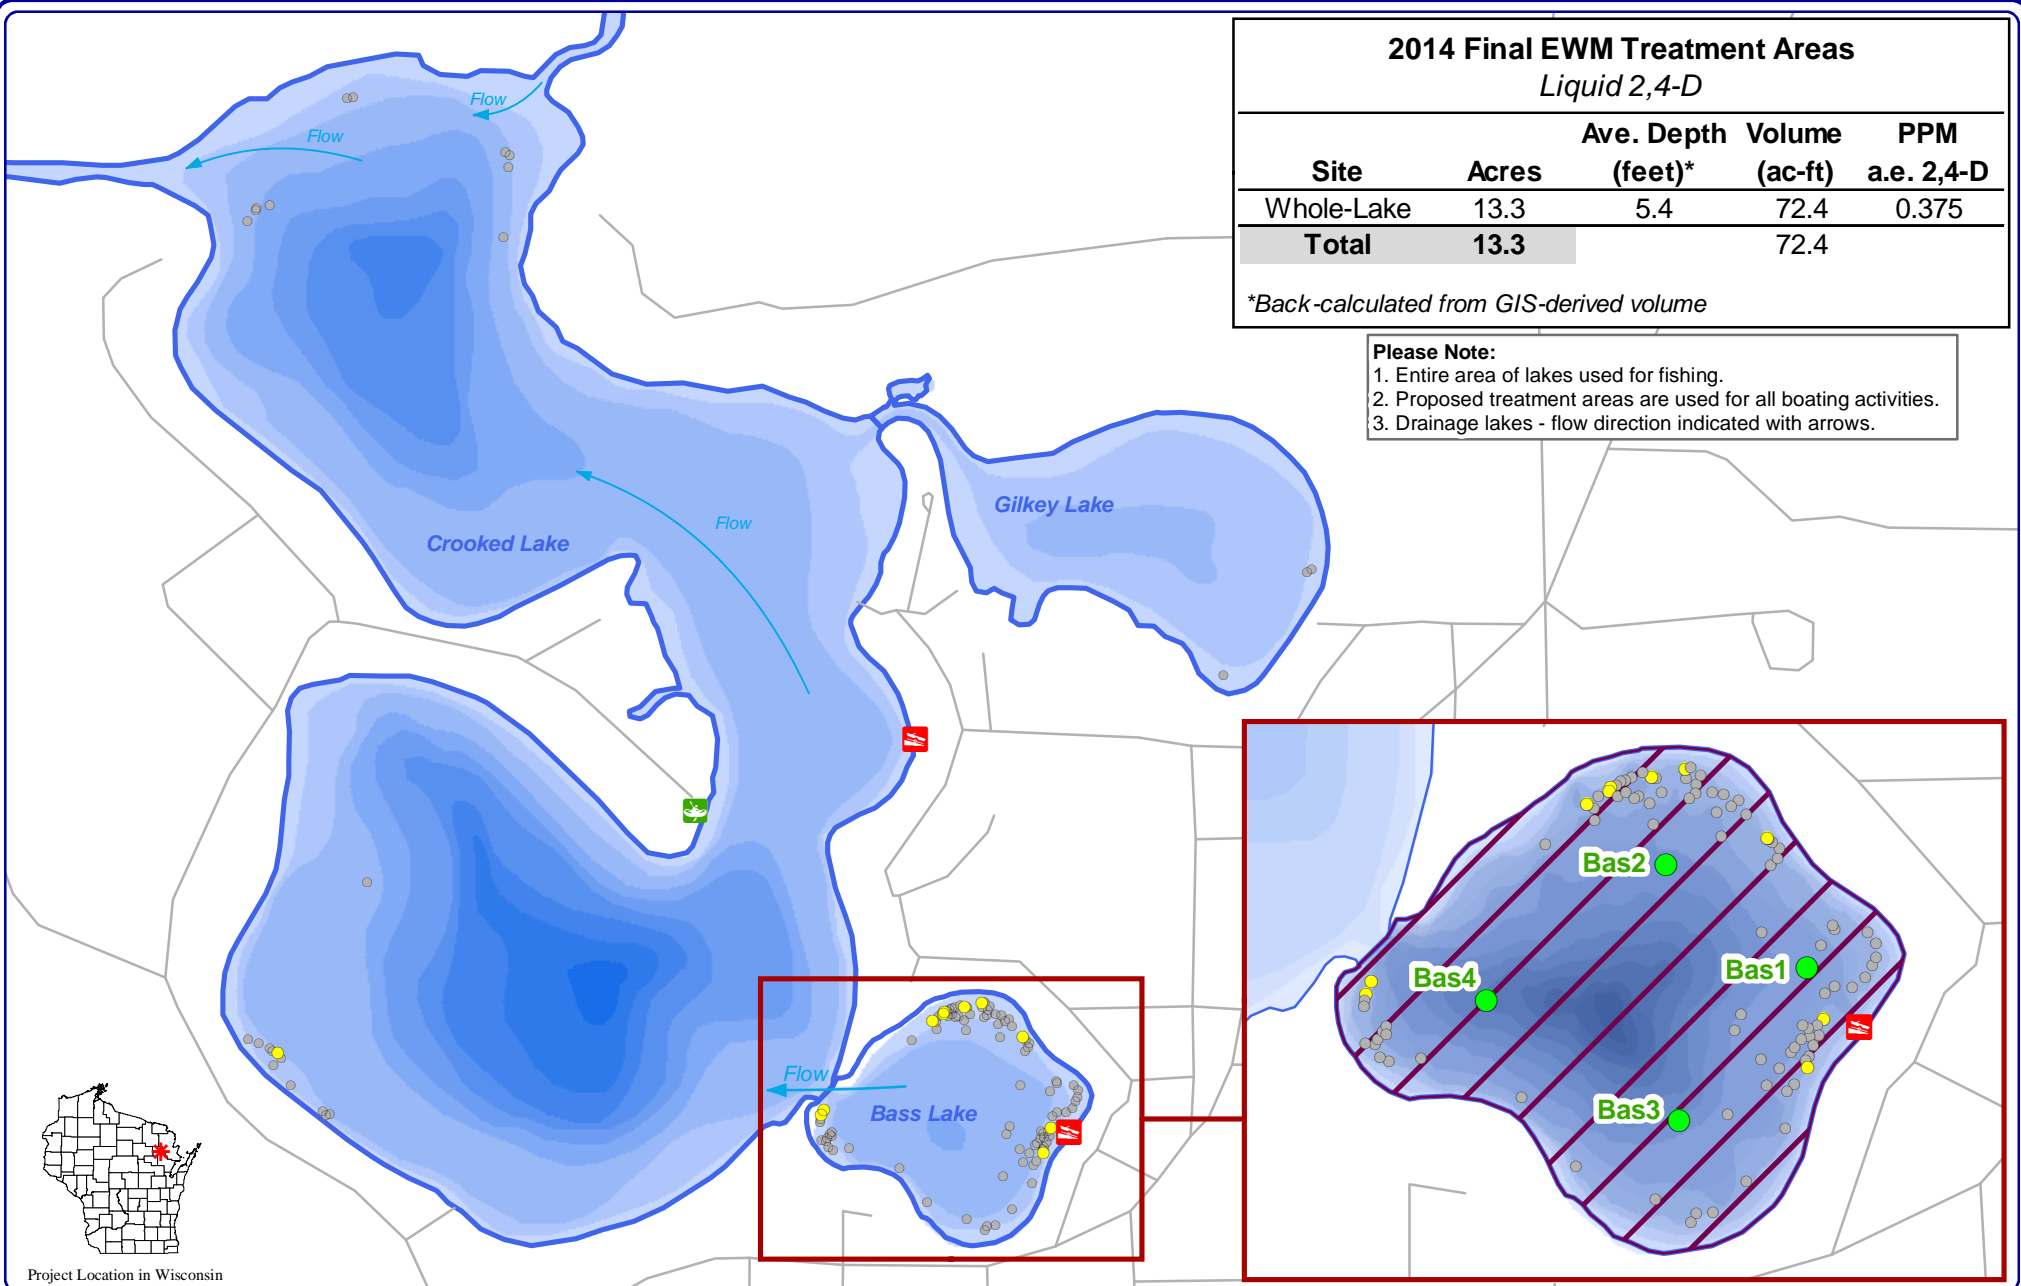 2014 Final EWM Treatment Areas
Liquid 2,4-D
Ave. Depth Volume PPM
Site Acres (feet)* (ac-ft) a.e. 2,4-D
Whole-Lake 13.3 5.4 72.4 0.375
Total 13.3 72.4
*Back-calculated from GIS-derived volume
Please Note:
1. Entire area of lakes used for fishing.
2. Proposed treatment areas are used for all boating activities.
3. Drainage lakes - flow direction indicated with arrows.
Flow
Flow
Gilkey Lake
Flow
Crooked Lake
Flow
Bass Lake
Bas2
Bas1
Bas4
Bas3
Project Location in Wisconsin